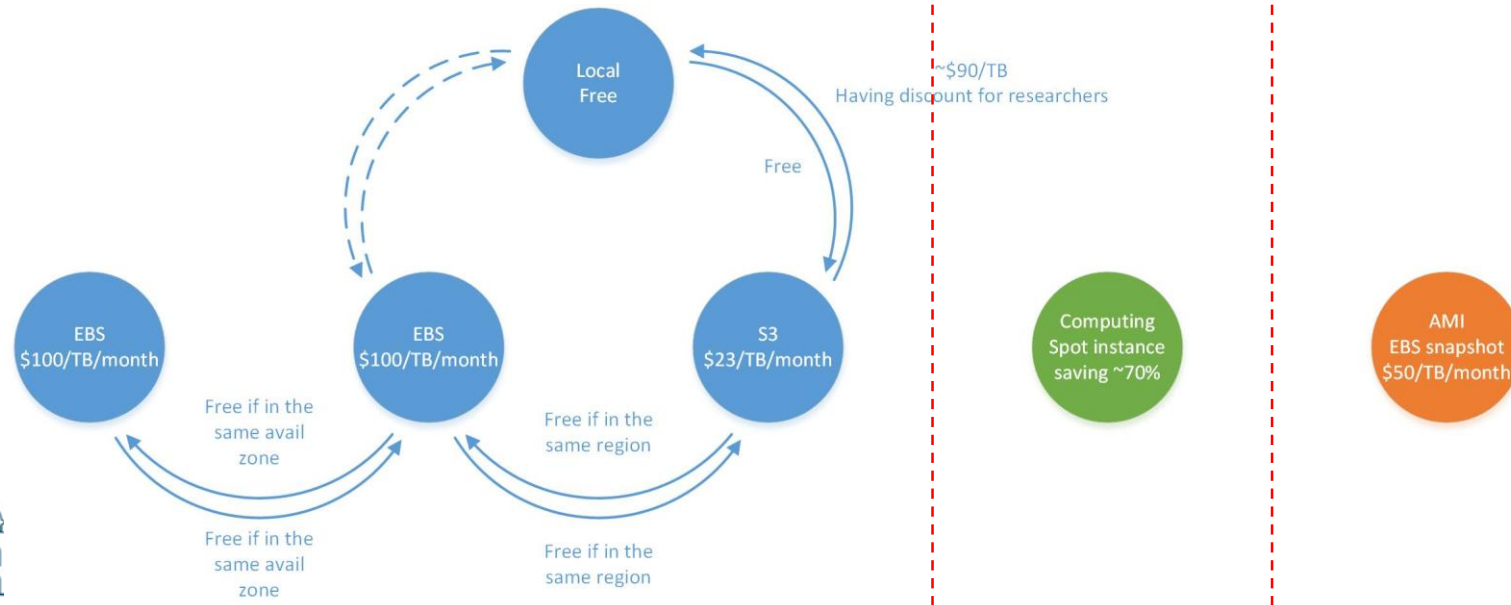 Local
Free
~$90/TB
Having discount for researchers
Free
EBS
$100/TB/month
EBS
$100/TB/month
S3
$23/TB/month
Computing
Spot instance
saving ~70%
AMI
EBS snapshot
$50/TB/month
Free if in the
same avail
zone
Free if in the
same region
Free if in the
same avail
zone
Free if in the
same region